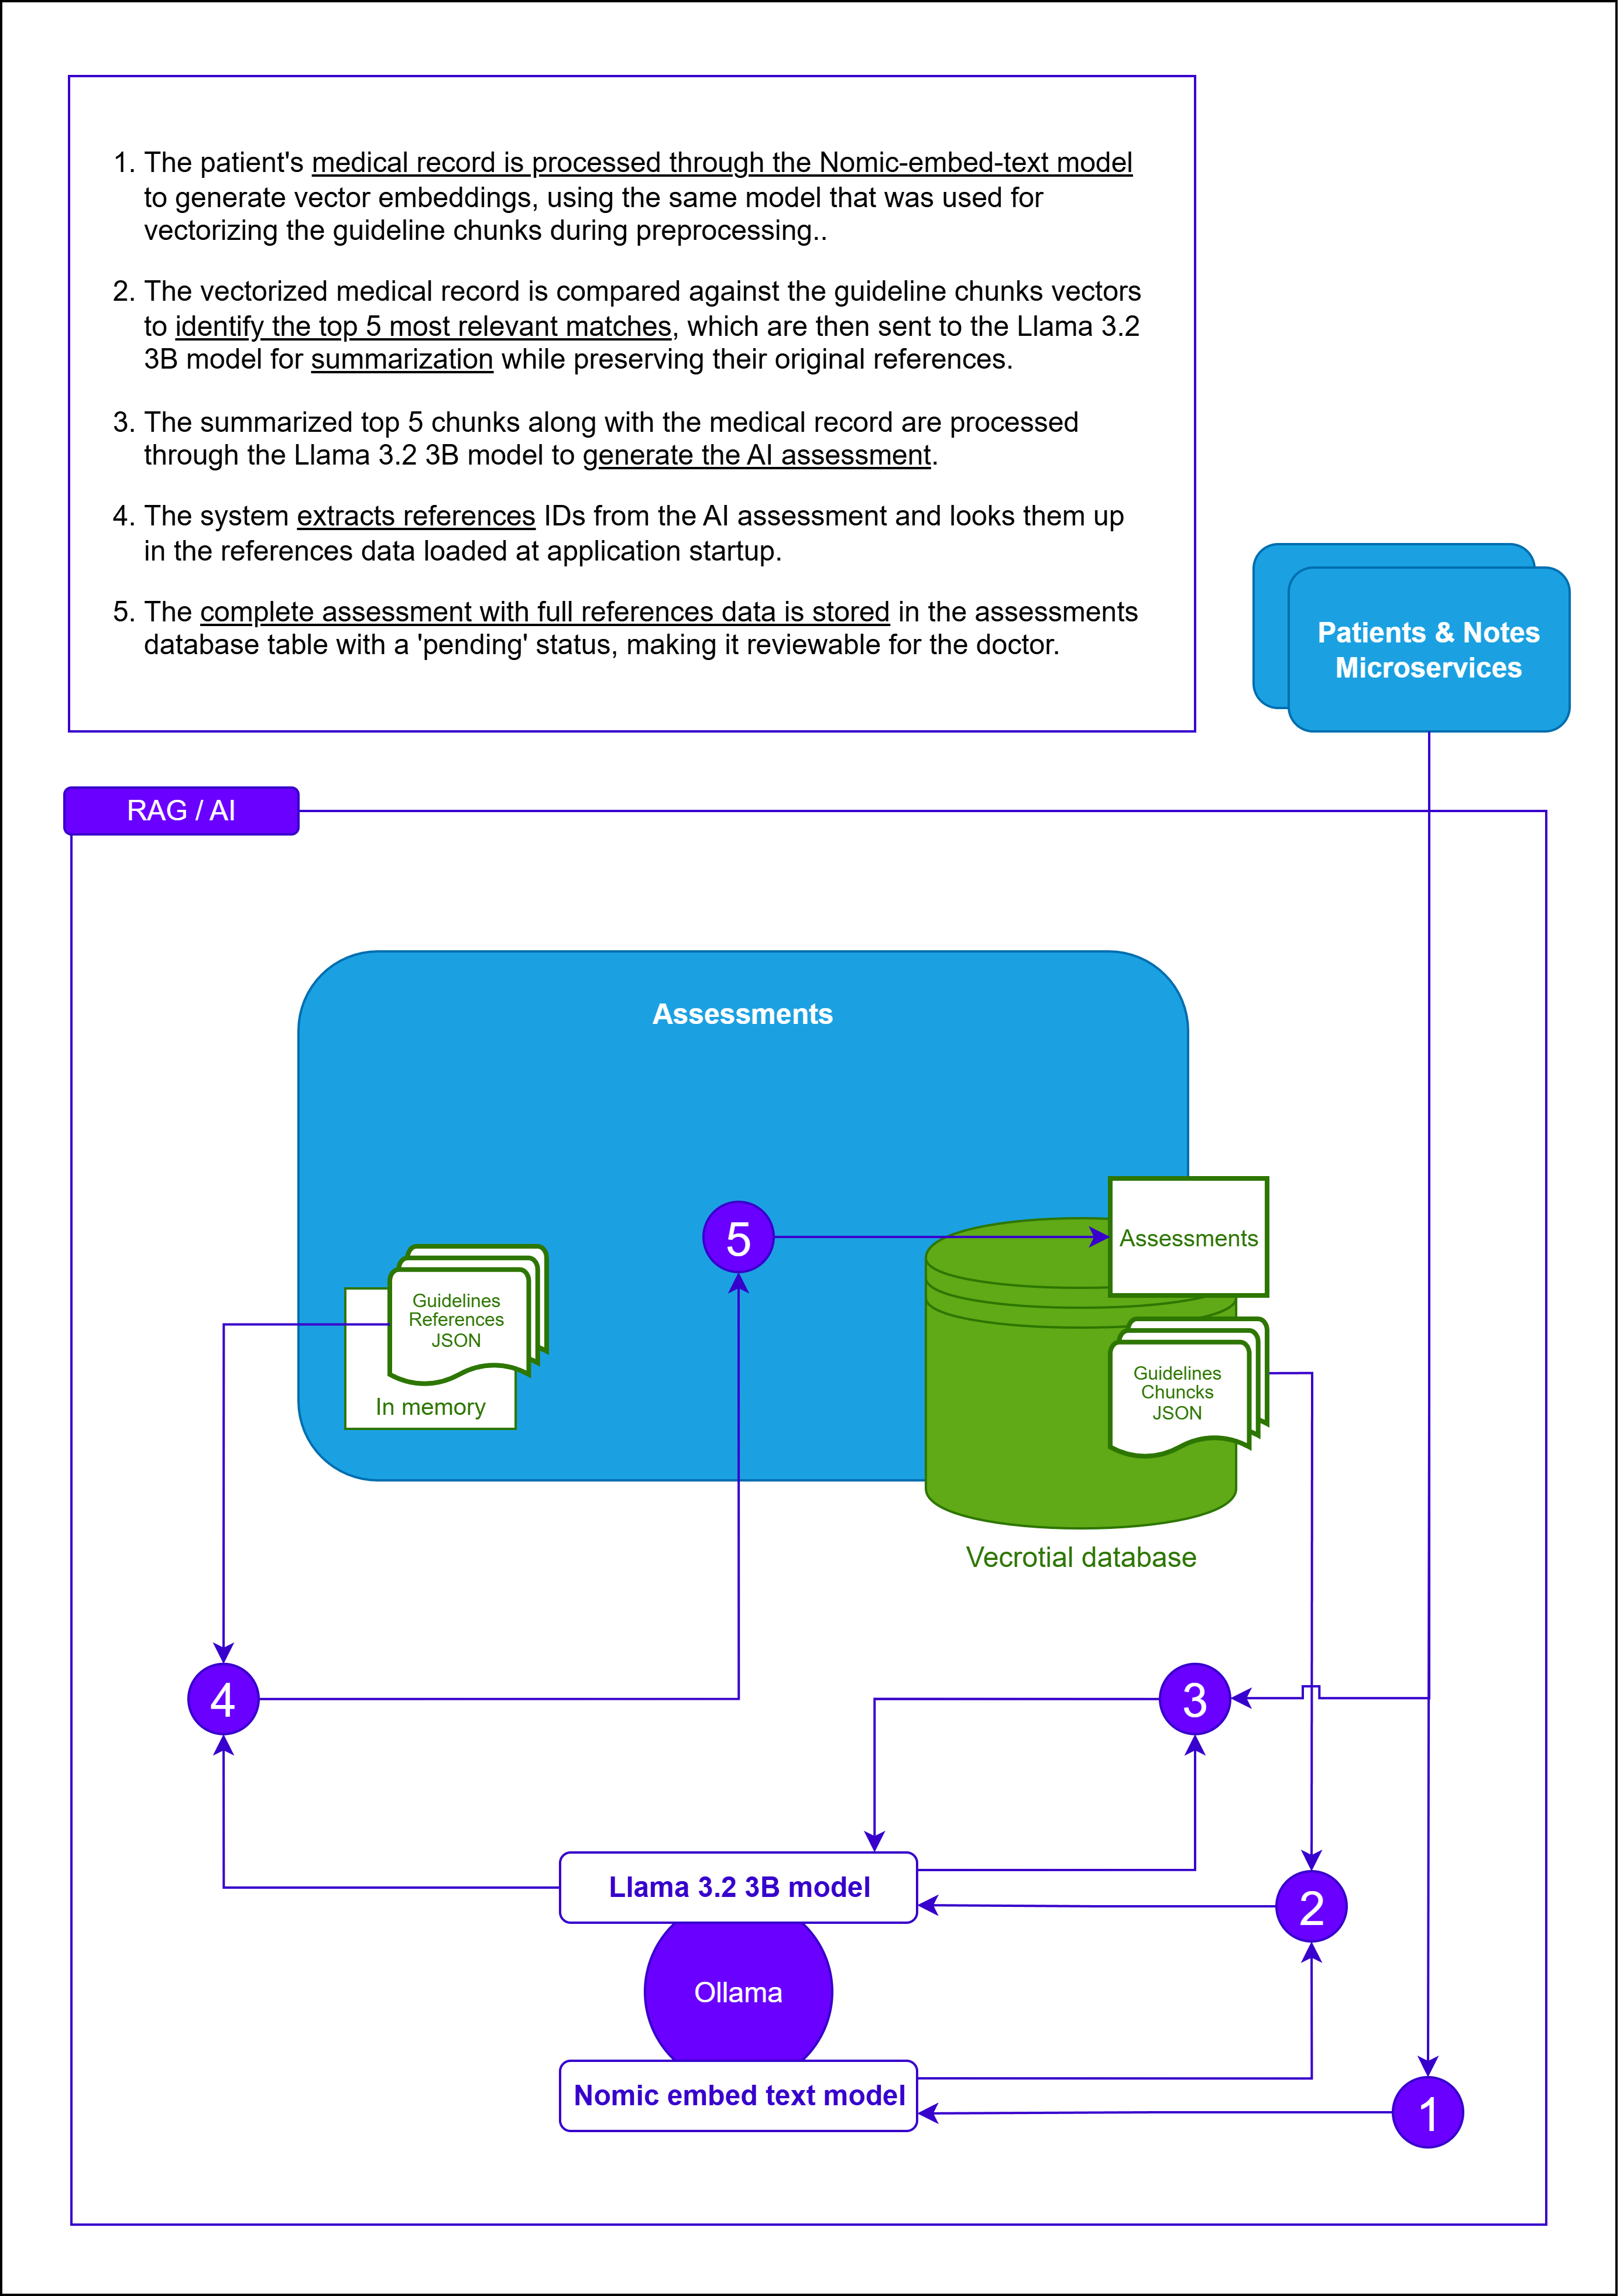 1. The patient's medical record is processed through the Nomic-embed-text model
to generate vector embeddings, using the same model that was used for
vectorizing the guideline chunks during preprocessing..
2. The vectorized medical record is compared against the guideline chunks vectors
to identify the top 5 most relevant matches, which are then sent to the Llama 3.2
3B model for summarization while preserving their original references.
3. The summarized top 5 chunks along with the medical record are processed
through the Llama 3.2 3B model to generate the AI assessment.
4. The system extracts references IDs from the AI assessment and looks them up
in the references data loaded at application startup.
5. The complete assessment with full references data is stored in the assessments
database table with a 'pending' status, making it reviewable for the doctor.
Patients & Notes
Microservices
RAG / AI
Assessments
5
Assessments
Guidelines
References
JSON
In memory
Guidelines
Chuncks
JSON
Vecrotial database
4
3
Llama 3.2 3B model
2
Ollama
Nomic embed text model
1